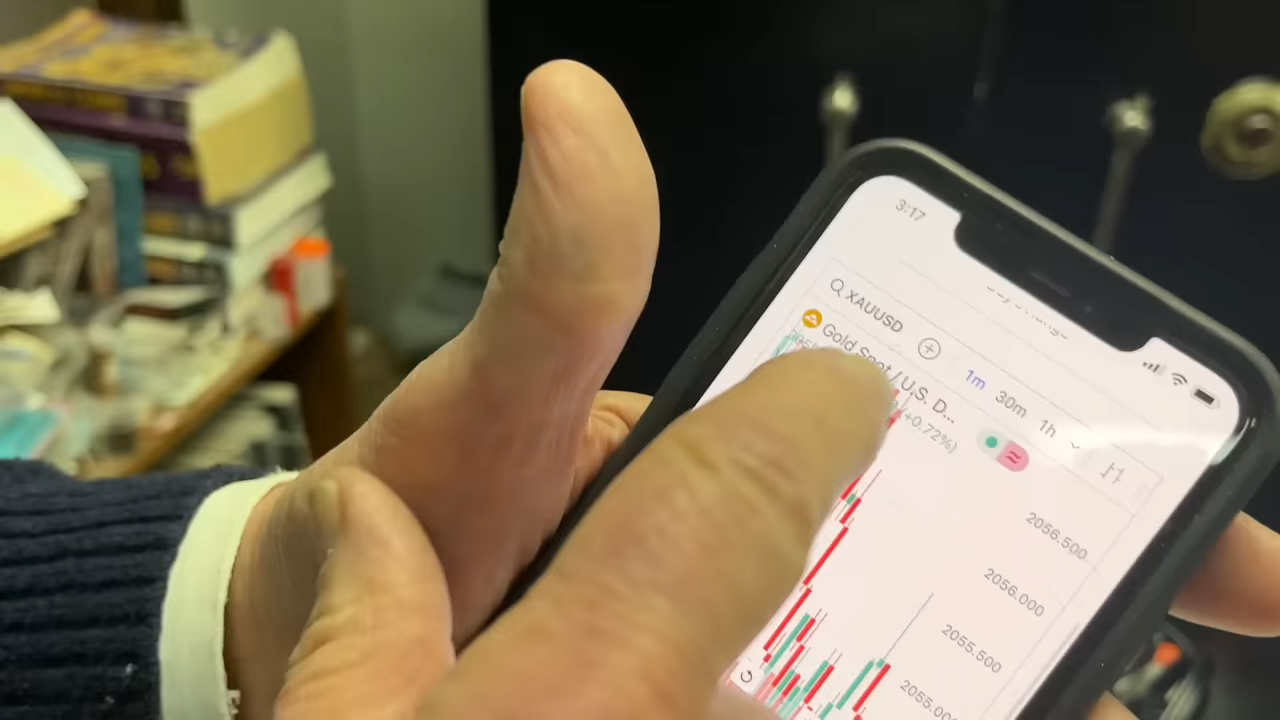 3:17
XAUUSD
Gold Spot / U.S. D...
1m 30m 1h
(+0.72%)
2056.500
2056.000
2055.500
2055.000